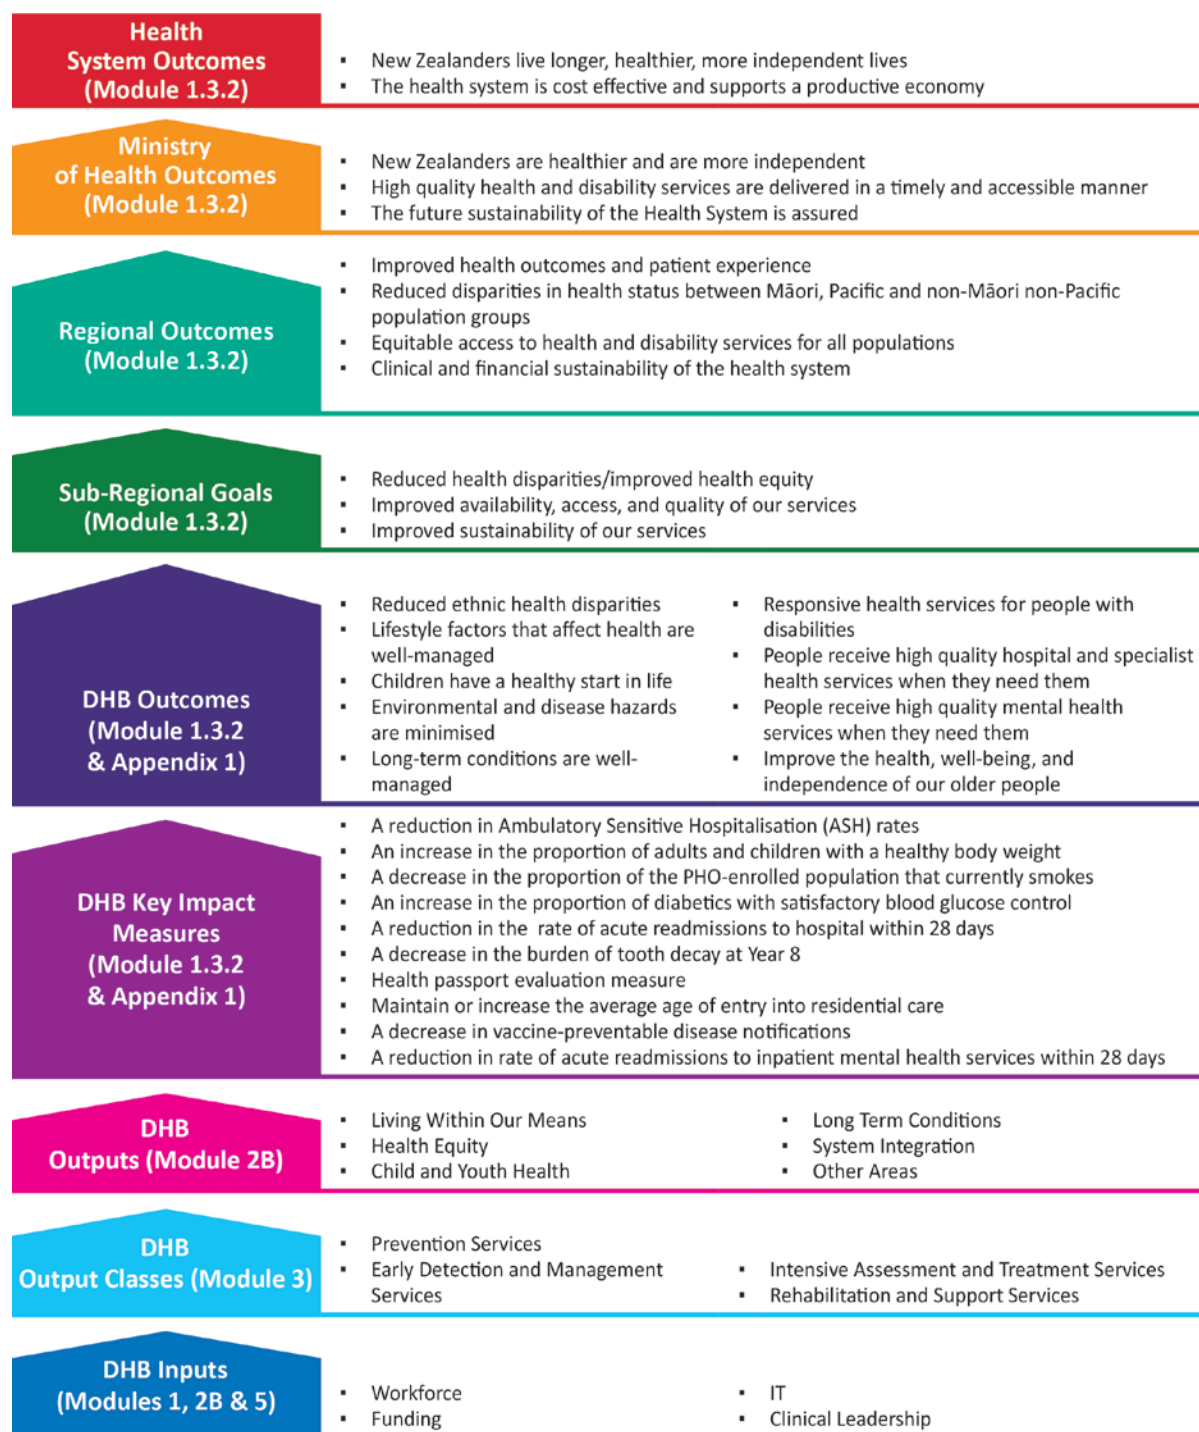 Health
System Outcomes
(Module 1.3.2)
▪ New Zealanders live longer, healthier, more independent lives
▪ The health system is cost effective and supports a productive economy
Ministry
of Health Outcomes
(Module 1.3.2)
▪ New Zealanders are healthier and are more independent
▪ High quality health and disability services are delivered in a timely and accessible manner
▪ The future sustainability of the Health System is assured
Regional Outcomes
(Module 1.3.2)
▪ Improved health outcomes and patient experience
▪ Reduced disparities in health status between Māori, Pacific and non-Māori non-Pacific
population groups
▪ Equitable access to health and disability services for all populations
▪ Clinical and financial sustainability of the health system
Sub-Regional Goals
(Module 1.3.2)
▪ Reduced health disparities/improved health equity
▪ Improved availability, access, and quality of our services
▪ Improved sustainability of our services
DHB Outcomes
(Module 1.3.2
& Appendix 1)
▪ Reduced ethnic health disparities
▪ Lifestyle factors that affect health are
well-managed
▪ Children have a healthy start in life
▪ Environmental and disease hazards
are minimised
▪ Long-term conditions are well-
managed
▪ Responsive health services for people with
disabilities
▪ People receive high quality hospital and specialist
health services when they need them
▪ People receive high quality mental health
services when they need them
▪ Improve the health, well-being, and
independence of our older people
DHB Key Impact
Measures
(Module 1.3.2
& Appendix 1)
▪ A reduction in Ambulatory Sensitive Hospitalisation (ASH) rates
▪ An increase in the proportion of adults and children with a healthy body weight
▪ A decrease in the proportion of the PHO-enrolled population that currently smokes
▪ An increase in the proportion of diabetics with satisfactory blood glucose control
▪ A reduction in the rate of acute readmissions to hospital within 28 days
▪ A decrease in the burden of tooth decay at Year 8
▪ Health passport evaluation measure
▪ Maintain or increase the average age of entry into residential care
▪ A decrease in vaccine-preventable disease notifications
▪ A reduction in rate of acute readmissions to inpatient mental health services within 28 days
DHB
Outputs (Module 2B)
▪ Living Within Our Means
▪ Health Equity
▪ Child and Youth Health
▪ Long Term Conditions
▪ System Integration
▪ Other Areas
DHB
Output Classes (Module 3)
▪ Prevention Services
▪ Early Detection and Management
Services
▪ Intensive Assessment and Treatment Services
▪ Rehabilitation and Support Services
DHB Inputs
(Modules 1, 2B & 5)
▪ Workforce
▪ Funding
▪ IT
▪ Clinical Leadership